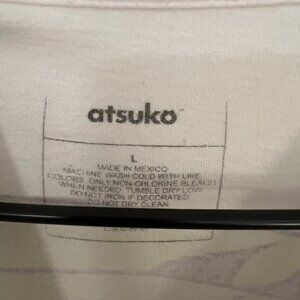 atsuko
L
MADE IN MEXICO
MACHINE WASH COLD WITH LIKE
COLORS. ONLY NON-CHLORINE BLEACH
WHEN NEEDED. TUMBLE DRY LOW.
DO NOT IRON IF DECORATED
DO NOT DRY CLEAN